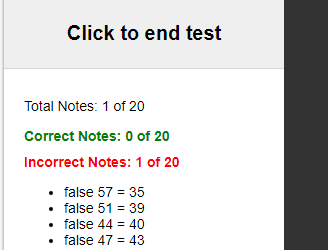 Click to end test
Total Notes: 1 of 20
Correct Notes: 0 of 20
Incorrect Notes: 1 of 20
• false 57 = 35
• false 51 = 39
• false 44 = 40
• false 47 = 43